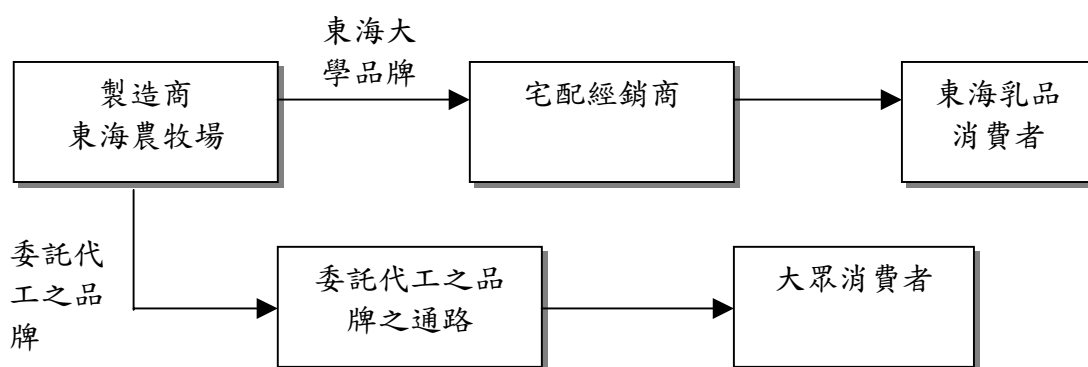 東海大
學品牌
製造商
東海農牧場
宅配經銷商
東海乳品
消費者
委託代
工之品
牌
委託代工之品
牌之通路
大眾消費者